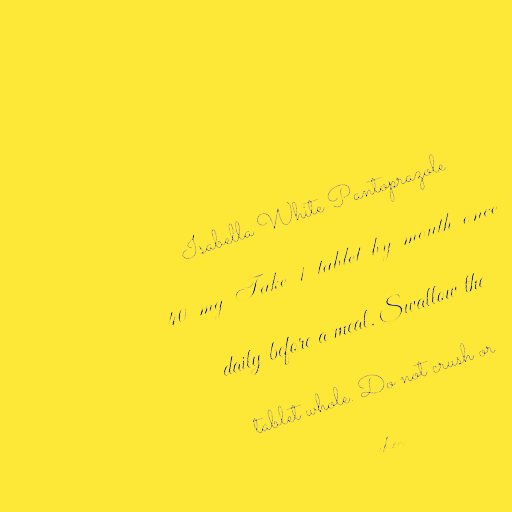 Isabella White Pantoprazole
40 mg Take 1 tablet by mouth once
daily before a meal. Swallow the
tablet whole. Do not crush or